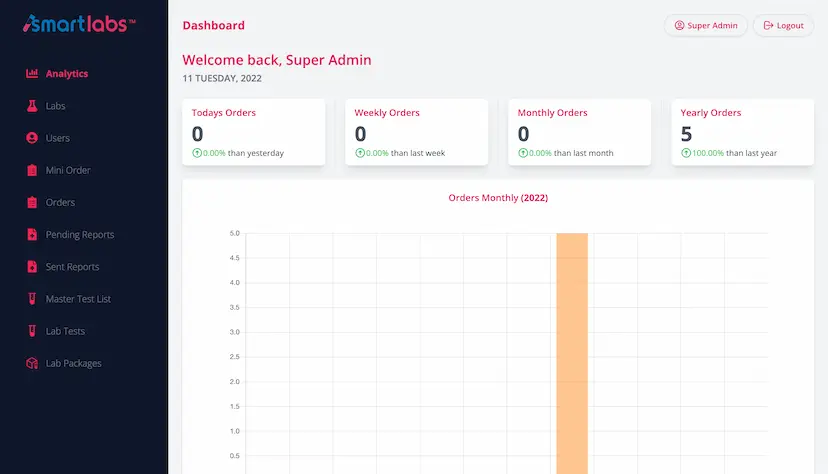 smartlabs™
Analytics
Labs
Users
Mini Order
Orders
Pending Reports
Sent Reports
Master Test List
Lab Tests
Lab Packages
Dashboard
Super Admin
Logout
Welcome back, Super Admin
11 TUESDAY, 2022
Todays Orders
0
0.00% than yesterday
Weekly Orders
0
0.00% than last week
Monthly Orders
0
0.00% than last month
Yearly Orders
5
100.00% than last year
Orders Monthly (2022)
5.0
4.5
4.0
3.5
3.0
2.5
2.0
1.5
1.0
0.5